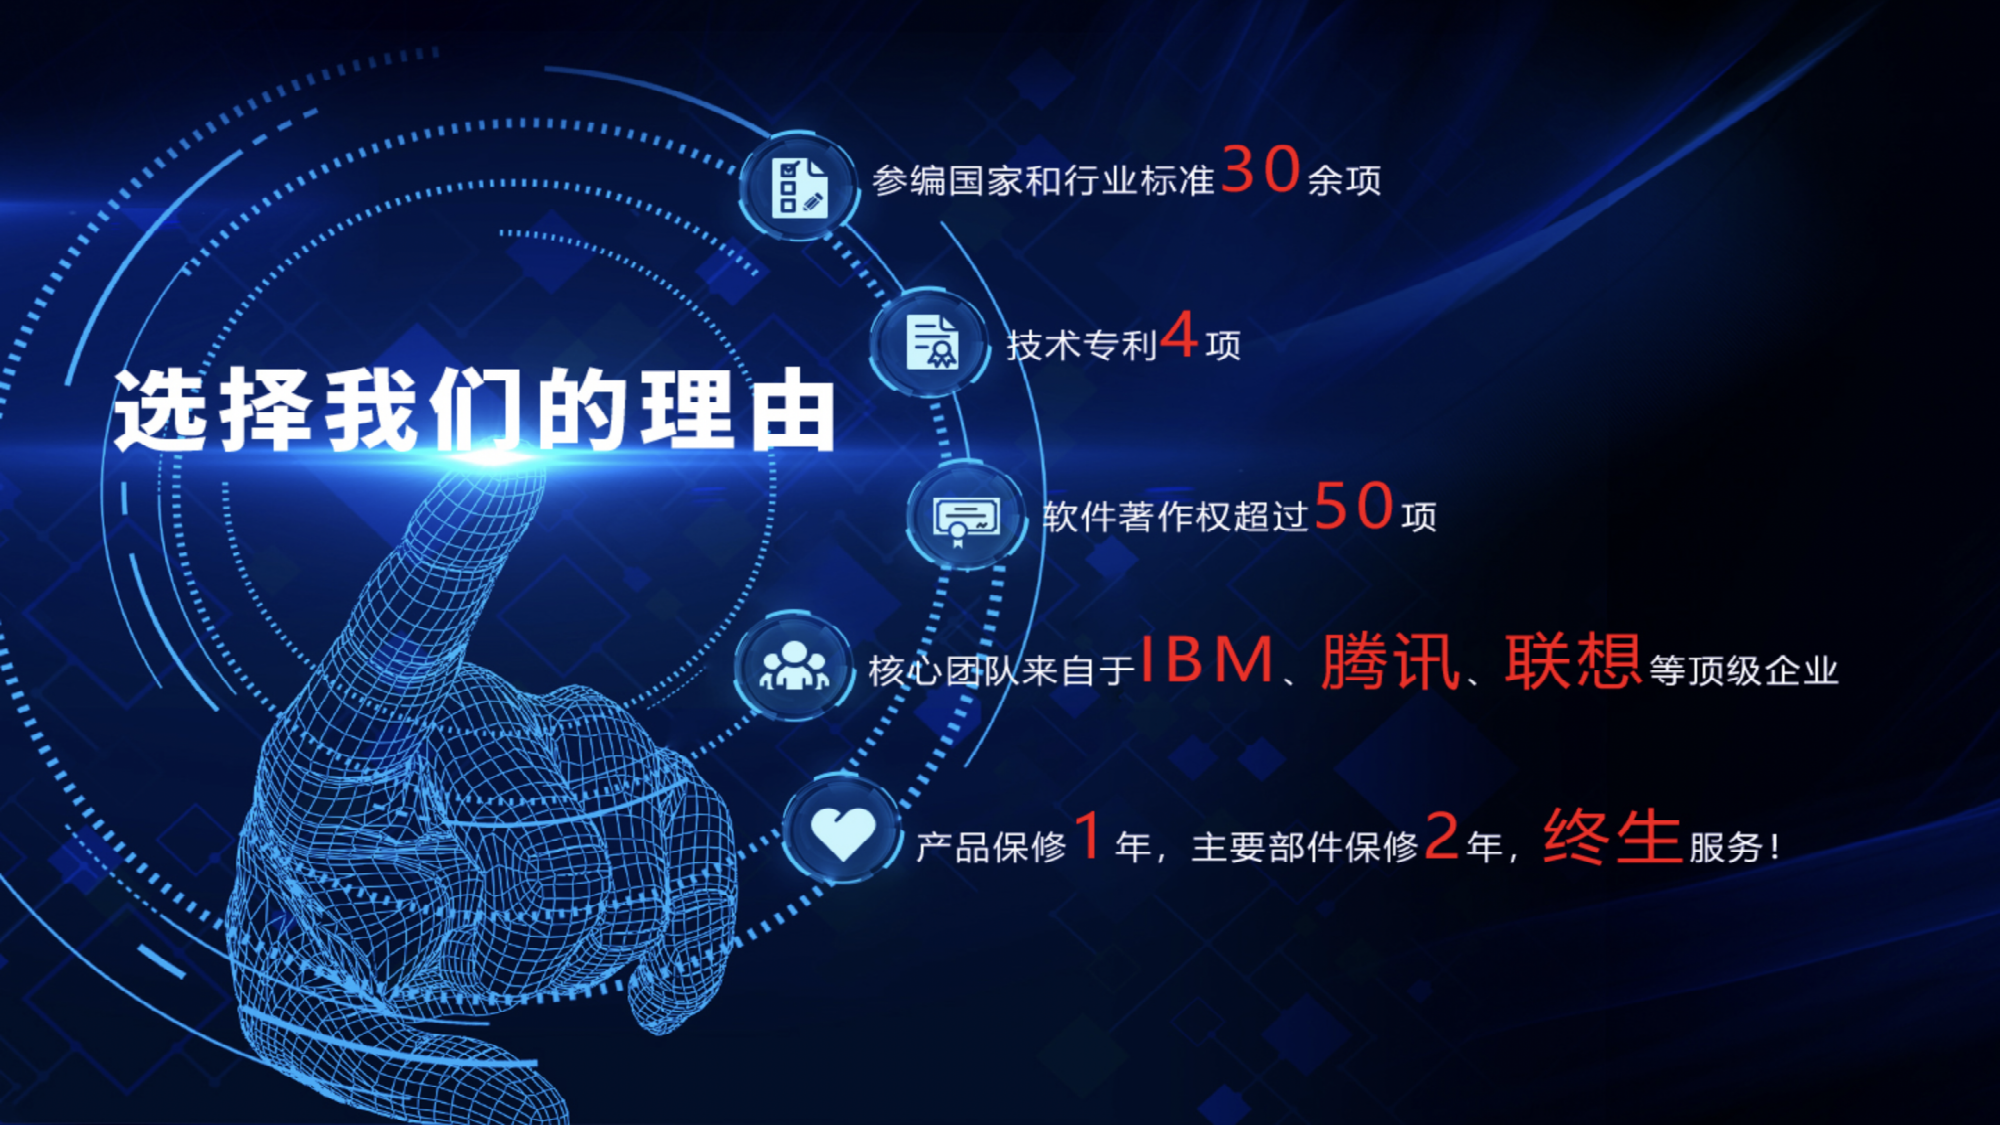 选择我们的理由
参编国家和行业标准30余项
技术专利4项
软件著作权超过50项
核心团队来自于IBM、腾讯、联想等顶级企业
产品保修1年，主要部件保修2年，终生服务！